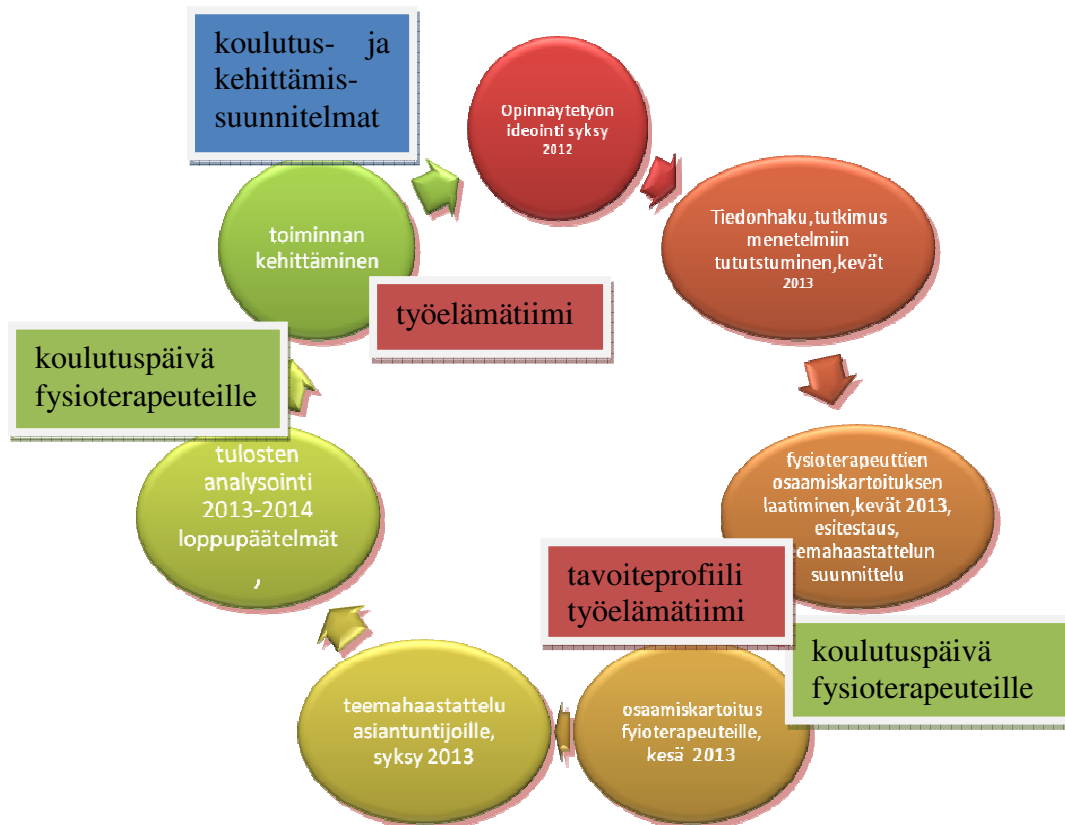 koulutus- ja
kehittämis-
suunnitelmat
Opinnäytetyön
ideointi syksy
2012
Tiedonhaku,tutkimus
menetelmiin
tututstuminen,kevät
2013
fysioterapeuttien
osaamiskartoituksen
laatiminen,kevät 2013,
esitestaus,
eemahaastattelun
suunnittelu
tavoiteprofiili
työelämätiimi
koulutuspäivä
fysioterapeuteille
osaamiskartoitus
fyioterapeuteille,
kesä 2013
teemahaastattelu
asiantuntijoille,
syksy 2013
tulosten
analysointi
2013-2014
loppupäätelmät
,
koulutuspäivä
fysioterapeuteille
toiminnan
kehittäminen
työelämätiimi